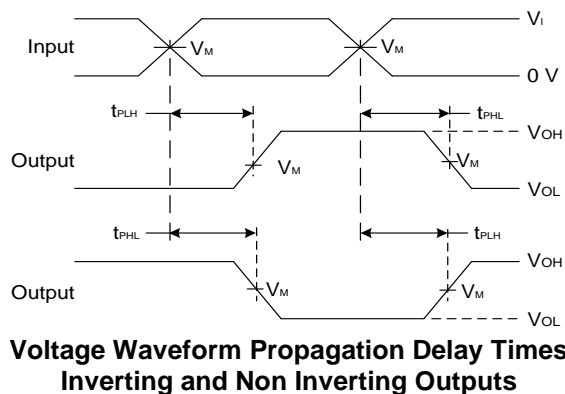 VI
Input
VM
VM
0 V
tPLH
tPHL
VOH
Output
VM
VM
VOL
tPHL
tPLH
VOH
Output
VM
VM
VOL
Voltage Waveform Propagation Delay Times
Inverting and Non Inverting Outputs